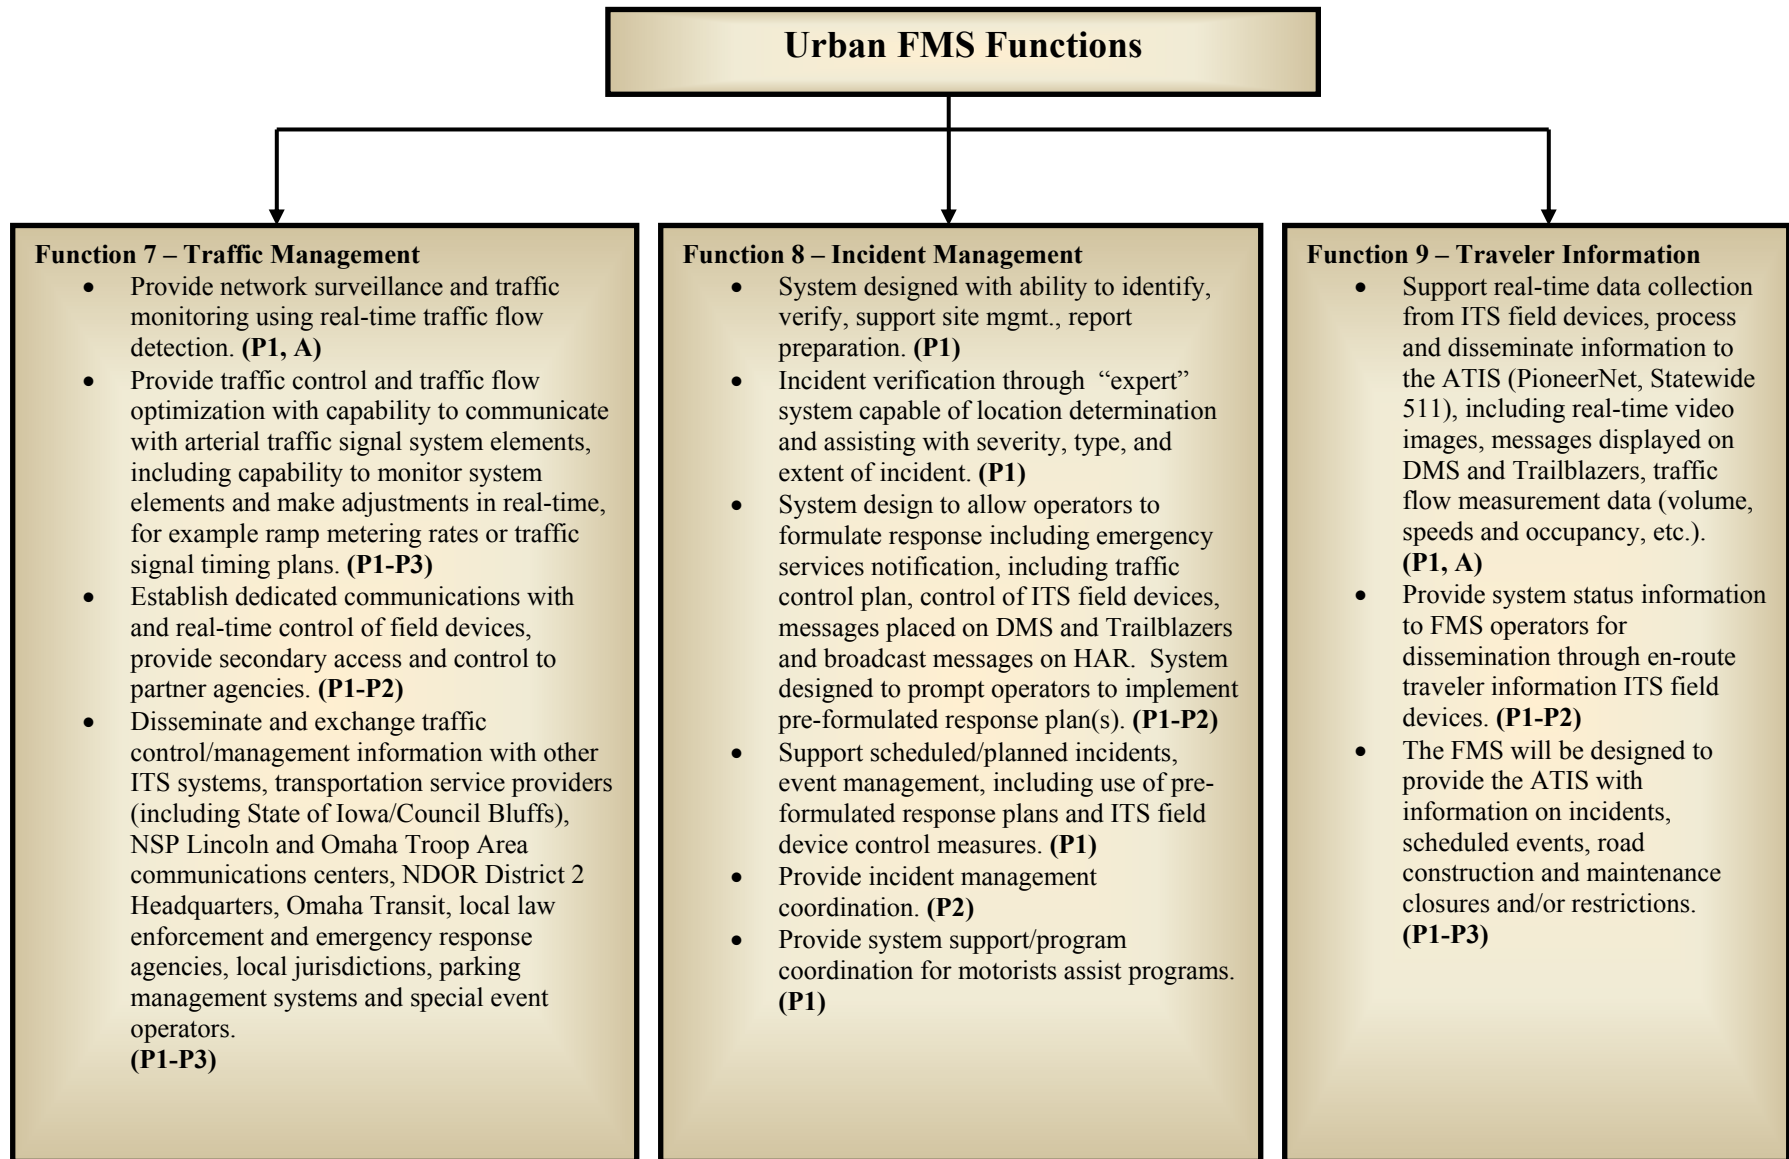 Urban FMS Functions
Function 7 – Traffic Management
• Provide network surveillance and traffic
monitoring using real-time traffic flow
detection. (P1, A)
• Provide traffic control and traffic flow
optimization with capability to communicate
with arterial traffic signal system elements,
including capability to monitor system
elements and make adjustments in real-time,
for example ramp metering rates or traffic
signal timing plans. (P1-P3)
• Establish dedicated communications with
and real-time control of field devices,
provide secondary access and control to
partner agencies. (P1-P2)
• Disseminate and exchange traffic
control/management information with other
ITS systems, transportation service providers
(including State of Iowa/Council Bluffs),
NSP Lincoln and Omaha Troop Area
communications centers, NDOR District 2
Headquarters, Omaha Transit, local law
enforcement and emergency response
agencies, local jurisdictions, parking
management systems and special event
operators.
(P1-P3)
Function 8 – Incident Management
• System designed with ability to identify,
verify, support site mgmt., report
preparation. (P1)
• Incident verification through “expert”
system capable of location determination
and assisting with severity, type, and
extent of incident. (P1)
• System design to allow operators to
formulate response including emergency
services notification, including traffic
control plan, control of ITS field devices,
messages placed on DMS and Trailblazers
and broadcast messages on HAR. System
designed to prompt operators to implement
pre-formulated response plan(s). (P1-P2)
• Support scheduled/planned incidents,
event management, including use of pre-
formulated response plans and ITS field
device control measures. (P1)
• Provide incident management
coordination. (P2)
• Provide system support/program
coordination for motorists assist programs.
(P1)
Function 9 – Traveler Information
• Support real-time data collection
from ITS field devices, process
and disseminate information to
the ATIS (PioneerNet, Statewide
511), including real-time video
images, messages displayed on
DMS and Trailblazers, traffic
flow measurement data (volume,
speeds and occupancy, etc.).
(P1, A)
• Provide system status information
to FMS operators for
dissemination through en-route
traveler information ITS field
devices. (P1-P2)
• The FMS will be designed to
provide the ATIS with
information on incidents,
scheduled events, road
construction and maintenance
closures and/or restrictions.
(P1-P3)